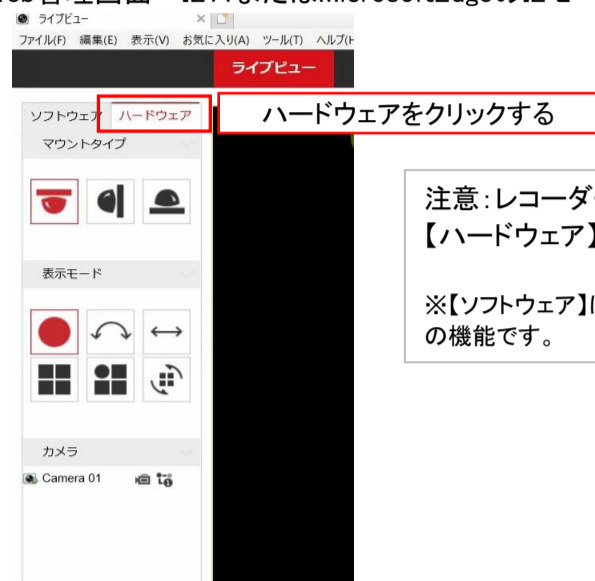 ライブビュー
ファイル(F) 編集(E) 表示(V) お気に入り(A) ツール(T) ヘルプ(H
ライブビュー
ソフトウェア ハードウェア
ハードウェアをクリックする
マウントタイプ
注意:レコーダ
【ハードウェア】
表示モード
※【ソフトウェア】に
の機能です。
カメラ
Camera 01